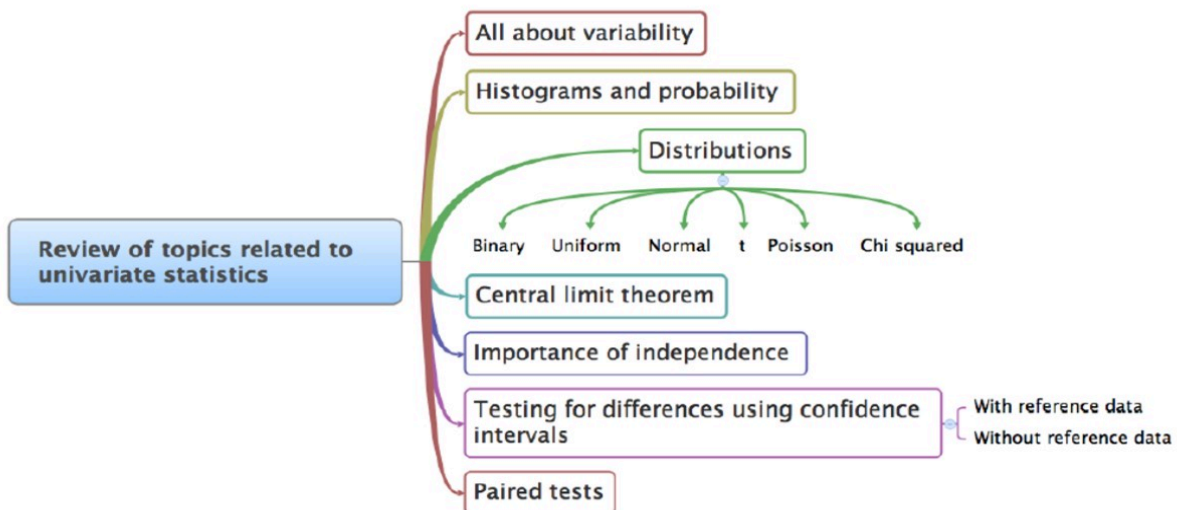 All about variability
Histograms and probability
Distributions
Binary Uniform Normal t Poisson Chi squared
Review of topics related to
univariate statistics
Central limit theorem
Importance of independence
Testing for differences using confidence
intervals
With reference data
Without reference data
Paired tests